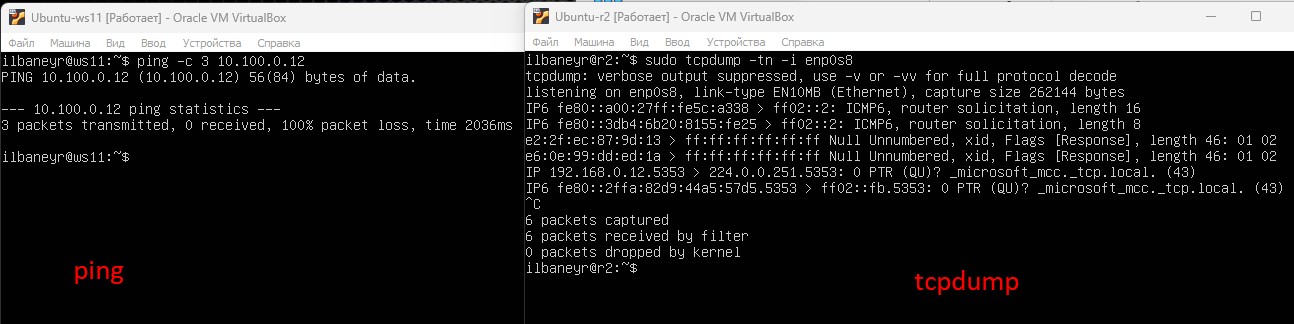 Ubuntu-ws11 [Работает] - Oracle VM VirtualBox
Файл Машина Вид Ввод Устройства Справка
ilbaneyr@ws11:~$ ping -c 3 10.100.0.12
PING 10.100.0.12 (10.100.0.12) 56(84) bytes of data.
--- 10.100.0.12 ping statistics ---
3 packets transmitted, 0 received, 100% packet loss, time 2036ms
ilbaneyr@ws11:~$
ping
Ubuntu-r2 [Работает] - Oracle VM VirtualBox
Файл Машина Вид Ввод Устройства Справка
ilbaneyr@r2:~$ sudo tcpdump -tn -i enp0s8
tcpdump: verbose output suppressed, use -v or -vv for full protocol decode
listening on enp0s8, link-type EN10MB (Ethernet), capture size 262144 bytes
IP6 fe80::a00:27ff:fe5c:a338 > ff02::2: ICMP6, router solicitation, length 16
IP6 fe80::3db4:6b20:8155:fe25 > ff02::2: ICMP6, router solicitation, length 8
e2:2f:ec:87:9d:13 > ff:ff:ff:ff:ff:ff Null Unnumbered, xid, Flags [Response], length 46: 01 02
e6:0e:99:dd:ed:1a > ff:ff:ff:ff:ff:ff Null Unnumbered, xid, Flags [Response], length 46: 01 02
IP 192.168.0.12.5353 > 224.0.0.251.5353: 0 PTR (QU)? _microsoft_mcc._tcp.local. (43)
IP6 fe80::2ffa:82d9:44a5:57d5.5353 > ff02::fb.5353: 0 PTR (QU)? _microsoft_mcc._tcp.local. (43)
^C
6 packets captured
6 packets received by filter
0 packets dropped by kernel
ilbaneyr@r2:~$
tcpdump